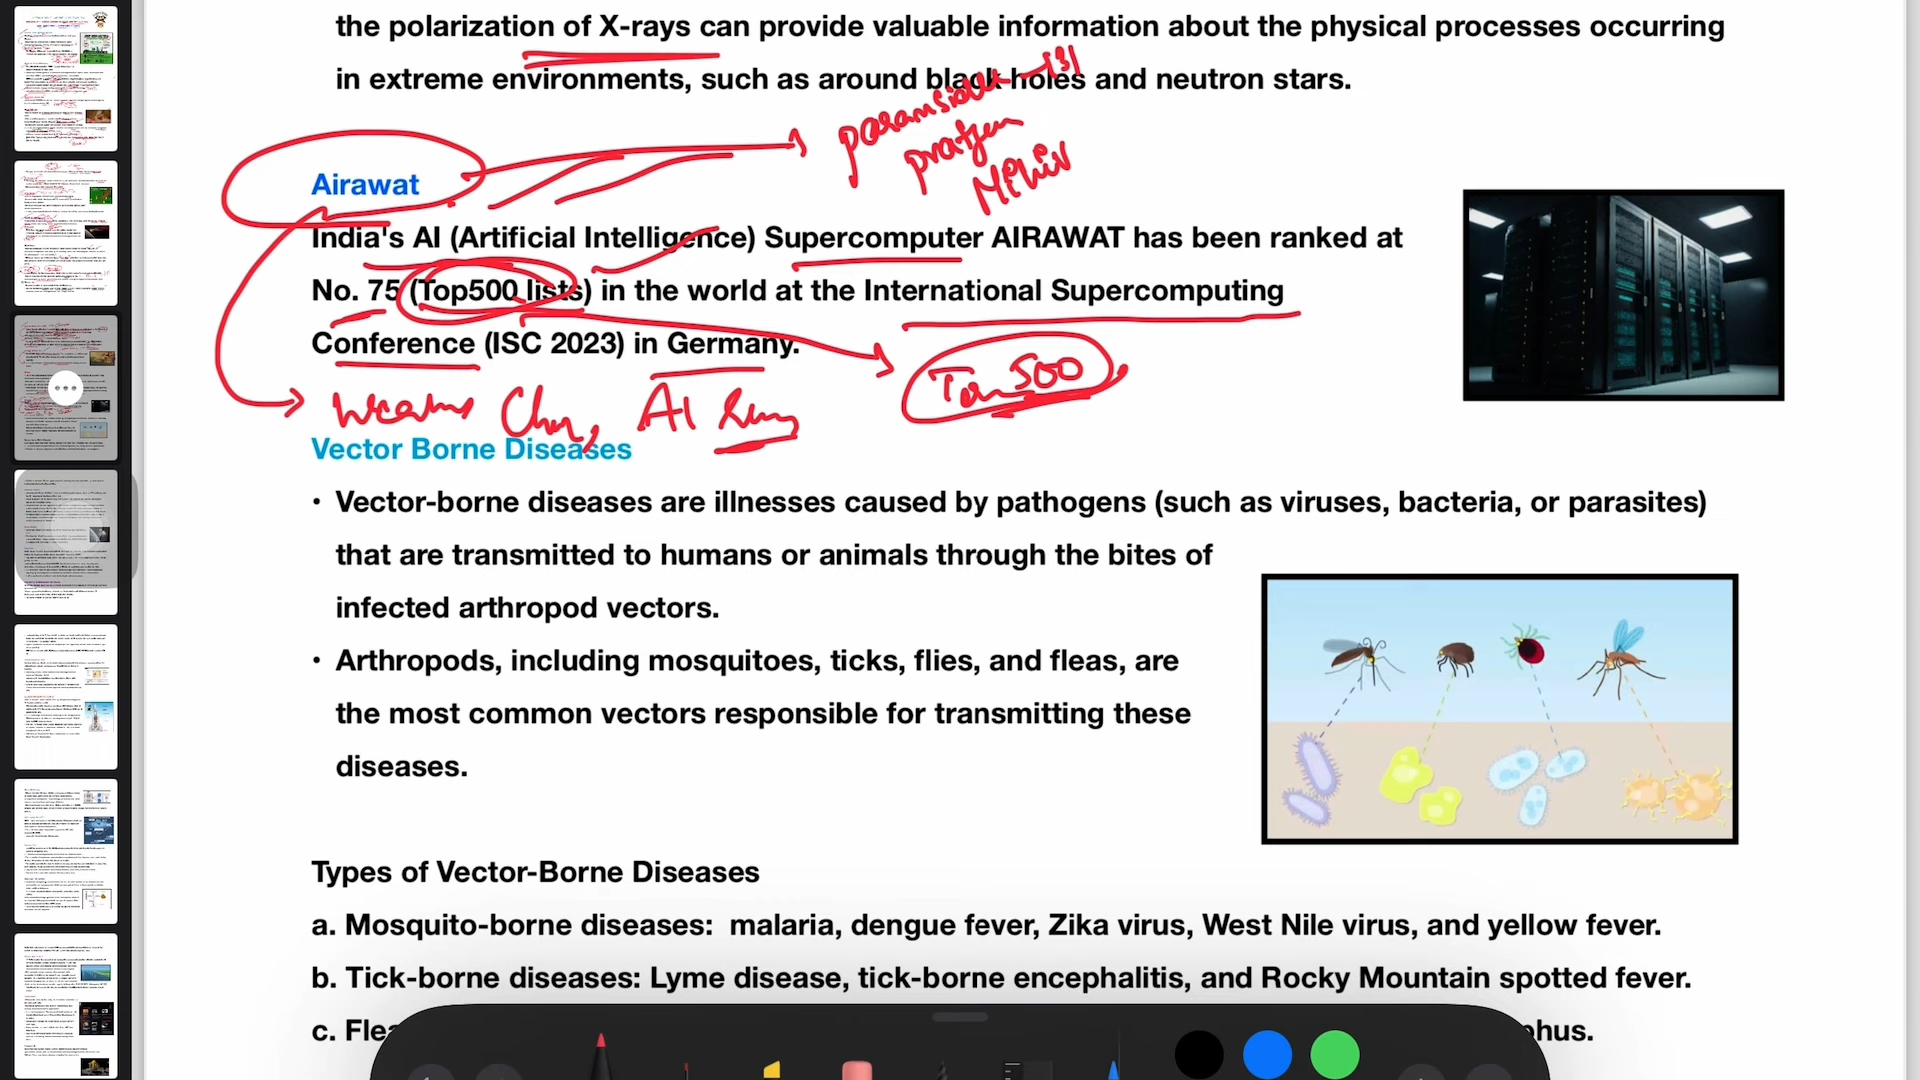 the polarization of X-rays can provide valuable information about the physical processes occurring
in extreme environments, such as around black holes and neutron stars.
Airawat
India's AI (Artificial Intelligence) Supercomputer AIRAWAT has been ranked at
No. 75 (Top500 lists) in the world at the International Supercomputing
Conference (ISC 2023) in Germany.
AI
500
Vector Borne Diseases
• Vector-borne diseases are illnesses caused by pathogens (such as viruses, bacteria, or parasites)
that are transmitted to humans or animals through the bites of
infected arthropod vectors.
• Arthropods, including mosquitoes, ticks, flies, and fleas, are
the most common vectors responsible for transmitting these
diseases.
Types of Vector-Borne Diseases
a. Mosquito-borne diseases: malaria, dengue fever, Zika virus, West Nile virus, and yellow fever.
b. Tick-borne diseases: Lyme disease, tick-borne encephalitis, and Rocky Mountain spotted fever.
c.